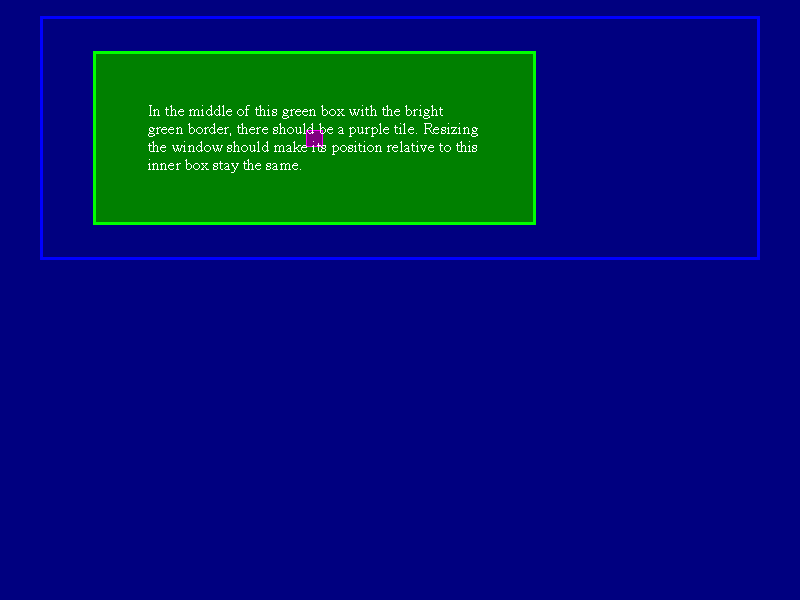 In the middle of this green box with the bright
green border, there should be a purple tile. Resizing
the window should make its position relative to this
inner box stay the same.